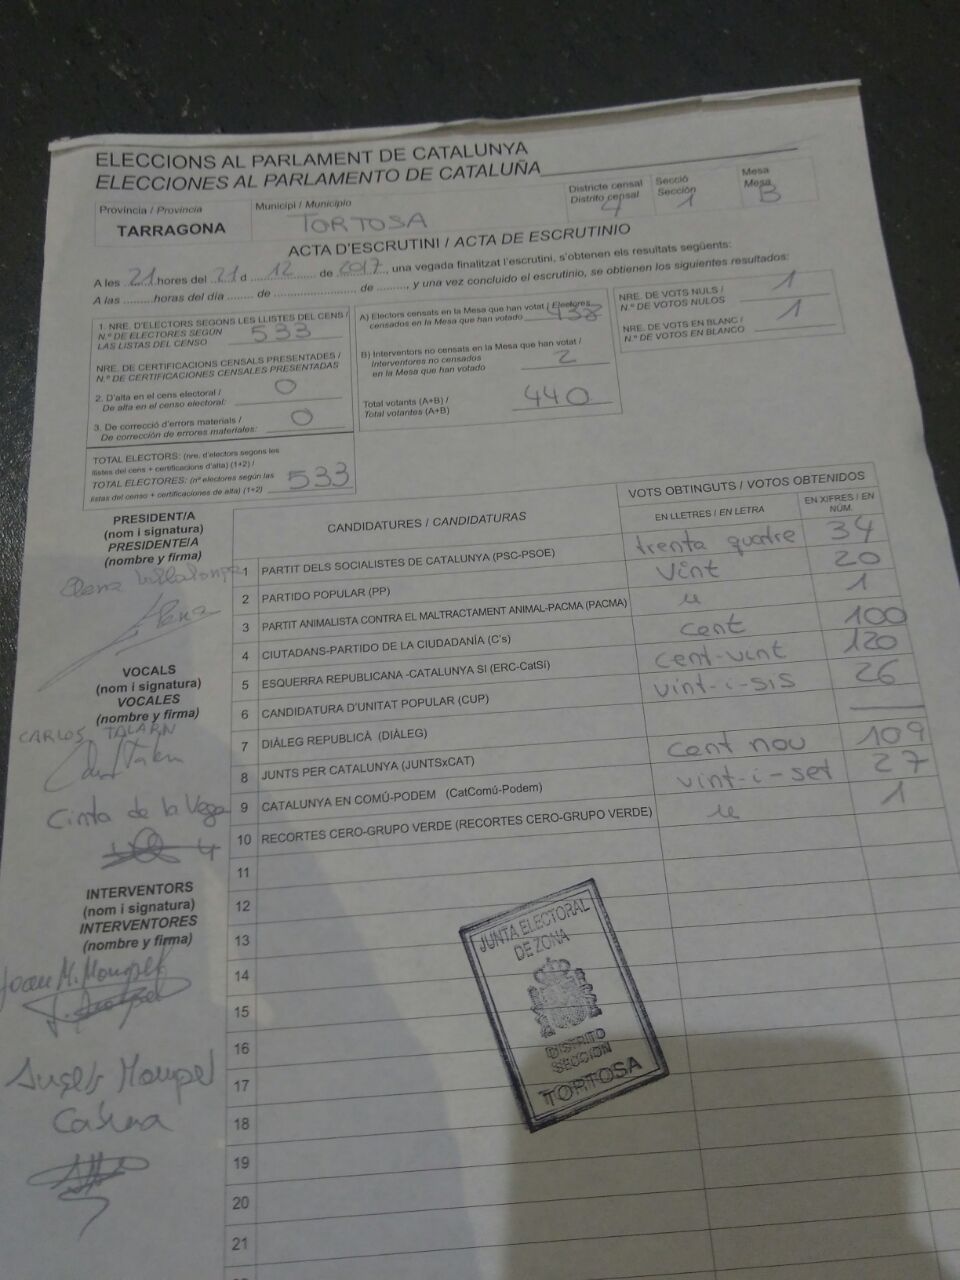 ELECCIONS AL PARLAMENT DE CATALUNYA
ELECCIONES AL PARLAMENTO DE CATALUÑA
Província / Provincia
TARRAGONA
Municipi / Municipio
TORTOSA
Districte censal
Distrito censal
4
Secció
Sección
1
Mesa
Mesa
B
ACTA D'ESCRUTINI / ACTA DE ESCRUTINIO
A les 21 hores del 21 d 12 de 2017, una vegada finalitzat l'escrutini, s'obtenen els resultats següents:
A las ......... horas del día ........ de ........................ de ........, y una vez concluido el escrutinio, se obtienen los siguientes resultados:
1. NRE. D'ELECTORS SEGONS LES LLISTES DEL CENS /
N.º DE ELECTORES SEGÚN
LAS LISTAS DEL CENSO
533
NRE. DE CERTIFICACIONS CENSALS PRESENTADES /
N.º DE CERTIFICACIONES CENSALES PRESENTADAS
2. D'alta en el cens electoral /
De alta en el censo electoral:
0
3. De correcció d'errors materials /
De corrección de errores materiales:
0
TOTAL ELECTORS: (nre. d'electors segons les
llistes del cens + certificacions d'alta) (1+2) /
TOTAL ELECTORES: (nº electores según las
listas del censo + certificaciones de alta) (1+2)
533
A) Electors censats en la Mesa que han votat / Electores
censados en la Mesa que han votado
438
B) Interventors no censats en la Mesa que han votat /
Interventores no censados
en la Mesa que han votado
2
Total votants (A+B) /
Total votantes (A+B)
440
NRE. DE VOTS NULS /
N.º DE VOTOS NULOS
1
NRE. DE VOTS EN BLANC /
N.º DE VOTOS EN BLANCO
1
PRESIDENT/A
(nom i signatura)
PRESIDENTE/A
(nombre y firma)
Elena
VOCALS
(nom i signatura)
VOCALES
(nombre y firma)
CARLOS TALARN
Cinta de la Vega
INTERVENTORS
(nom i signatura)
INTERVENTORES
(nombre y firma)
Joan M.
CANDIDATURES / CANDIDATURAS
VOTS OBTINGUTS / VOTOS OBTENIDOS
EN LLETRES / EN LETRA
EN XIFRES / EN NÚM.
1 PARTIT DELS SOCIALISTES DE CATALUNYA (PSC-PSOE) trenta quatre 34
2 PARTIDO POPULAR (PP) vint 20
3 PARTIT ANIMALISTA CONTRA EL MALTRACTAMENT ANIMAL-PACMA (PACMA) u 1
4 CIUTADANS-PARTIDO DE LA CIUDADANÍA (C's) cent 100
5 ESQUERRA REPUBLICANA -CATALUNYA SI (ERC-CatSí) cent-vint 120
6 CANDIDATURA D'UNITAT POPULAR (CUP) vint-i-sis 26
7 DIÀLEG REPUBLICÀ (DIÀLEG)
8 JUNTS PER CATALUNYA (JUNTSxCAT) cent nou 109
9 CATALUNYA EN COMÚ-PODEM (CatComú-Podem) vint-i-set 27
10 RECORTES CERO-GRUPO VERDE (RECORTES CERO-GRUPO VERDE) u 1
11
12
13
14
15
16
17
18
19
20
21
JUNTA ELECTORAL
DE ZONA
DISTRITO
SECCION
TORTOSA